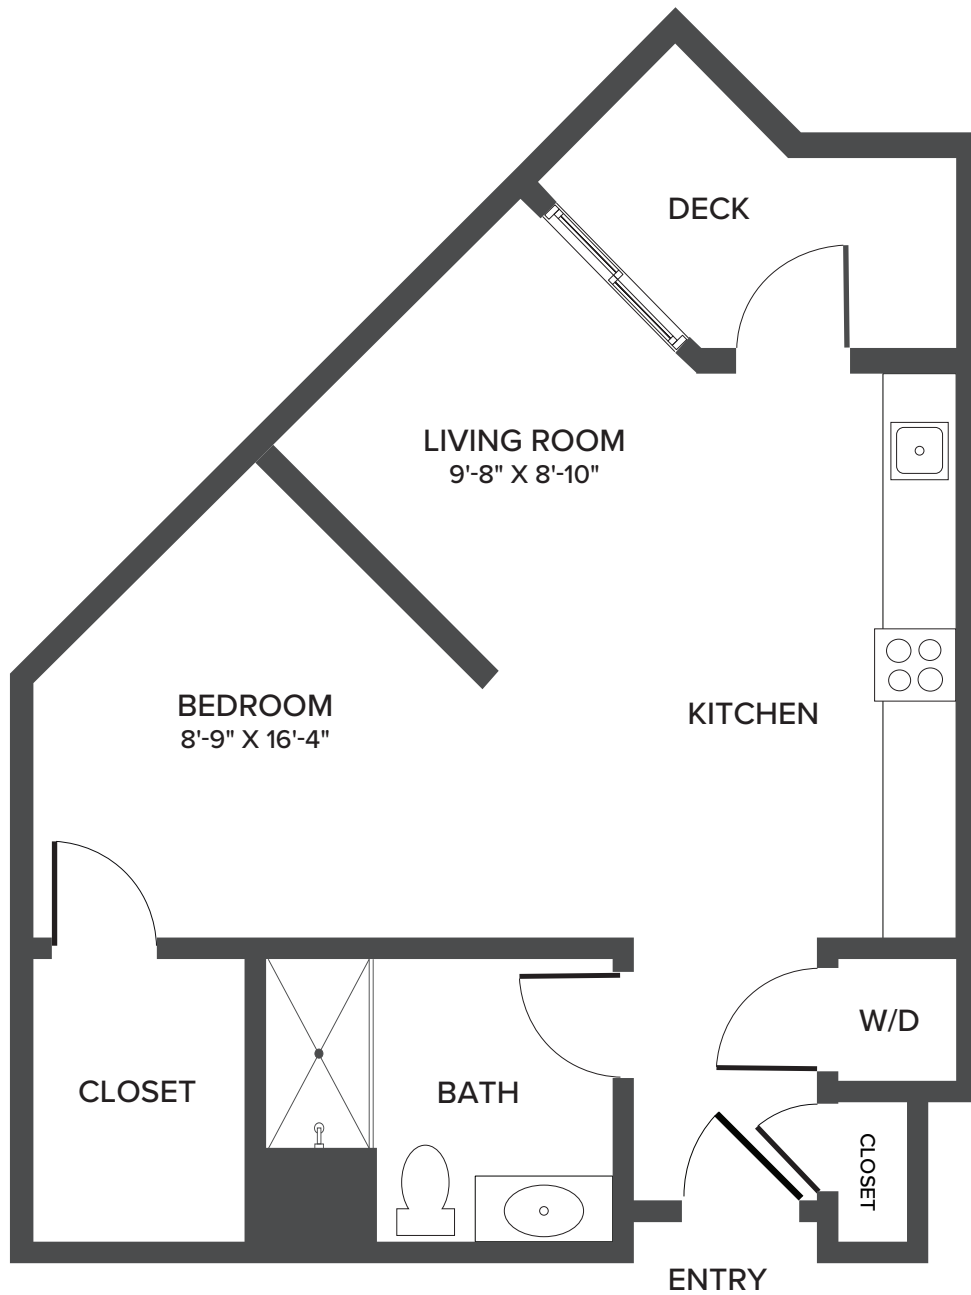 DECK
LIVING ROOM
9'-8" X 8'-10"
BEDROOM
8'-9" X 16'-4"
KITCHEN
W/D
CLOSET
BATH
CLOSET
ENTRY